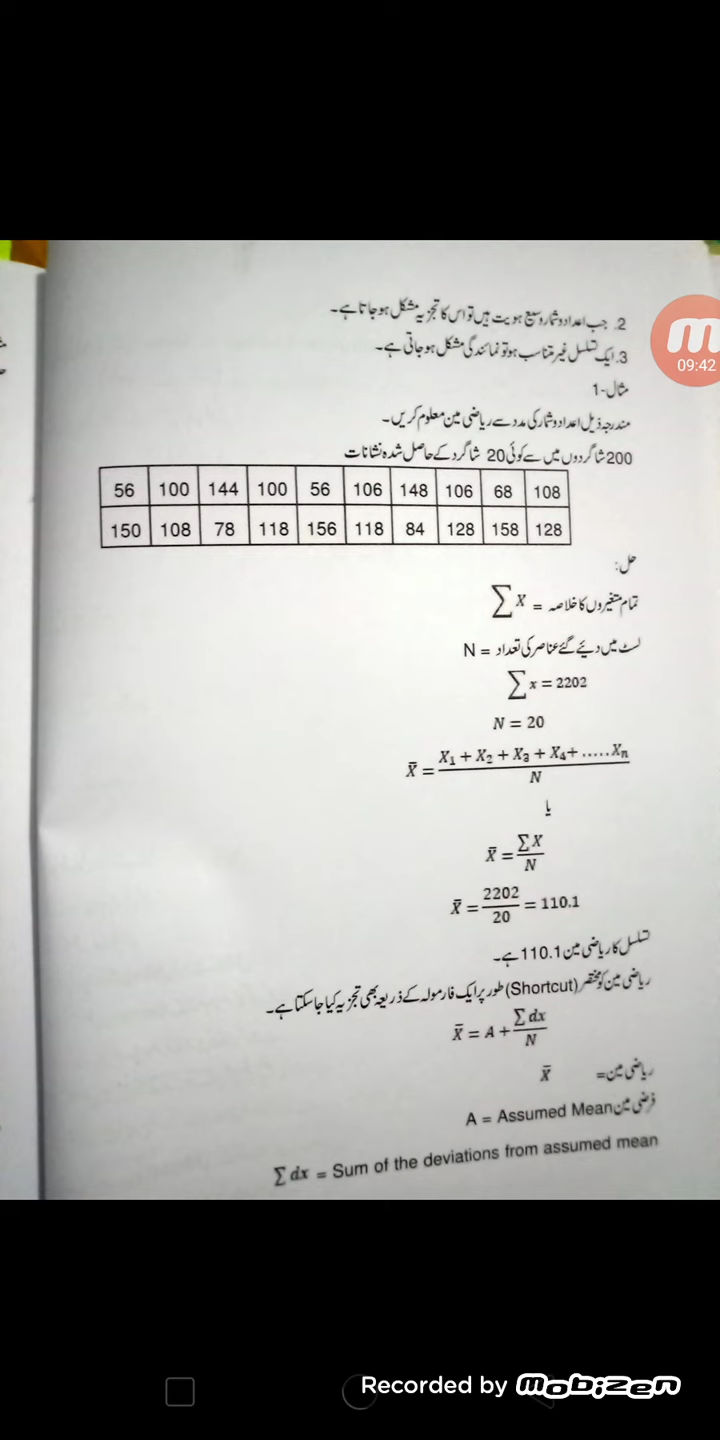 2. جب اعداد وشمار وسیع ہویت ہیں تو اس کا تجزیہ مشکل ہو جاتا ہے۔
3. ایک تسلسل غیر متناسب ہو تو نمائندگی مشکل ہو جاتی ہے۔
مثال-1
مندرجہ ذیل اعداد وشمار کی مدد سے ریاضی مین معلوم کریں۔
200 شاگردوں میں سے کوئی 20 شاگرد کے حاصل شدہ نشانات
56 100 144 100 56 106 148 106 68 108
150 108 78 118 156 118 84 128 158 128
حل:
تمام متغیروں کا خلاصہ = ∑X
لسٹ میں دیئے گئے عناصر کی تعداد = N
∑x = 2202
N = 20
X̄ = (X₁ + X₂ + X₃ + X₄+ .....Xₙ)/N
یا
X̄ = ∑X/N
X̄ = 2202/20 = 110.1
تسلسل کا ریاضی مین 110.1 ہے۔
ریاضی مین کو مختصر (Shortcut) طور پر ایک فارمولہ کے ذریعہ بھی تجزیہ کیا جا سکتا ہے۔
X̄ = A + ∑dx/N
ریاضی مین= X̄
A = Assumed Mean فرضی مین
∑dx = Sum of the deviations from assumed mean
09:42
Recorded by mobizen